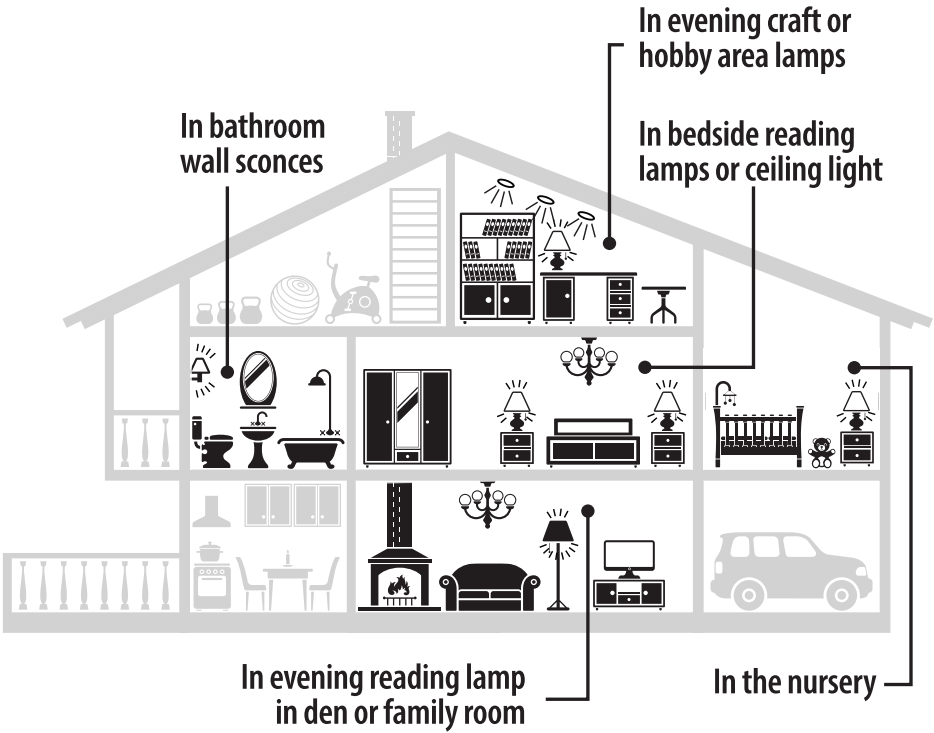 In evening craft or
hobby area lamps
In bathroom
wall sconces
In bedside reading
lamps or ceiling light
In evening reading lamp
in den or family room
In the nursery